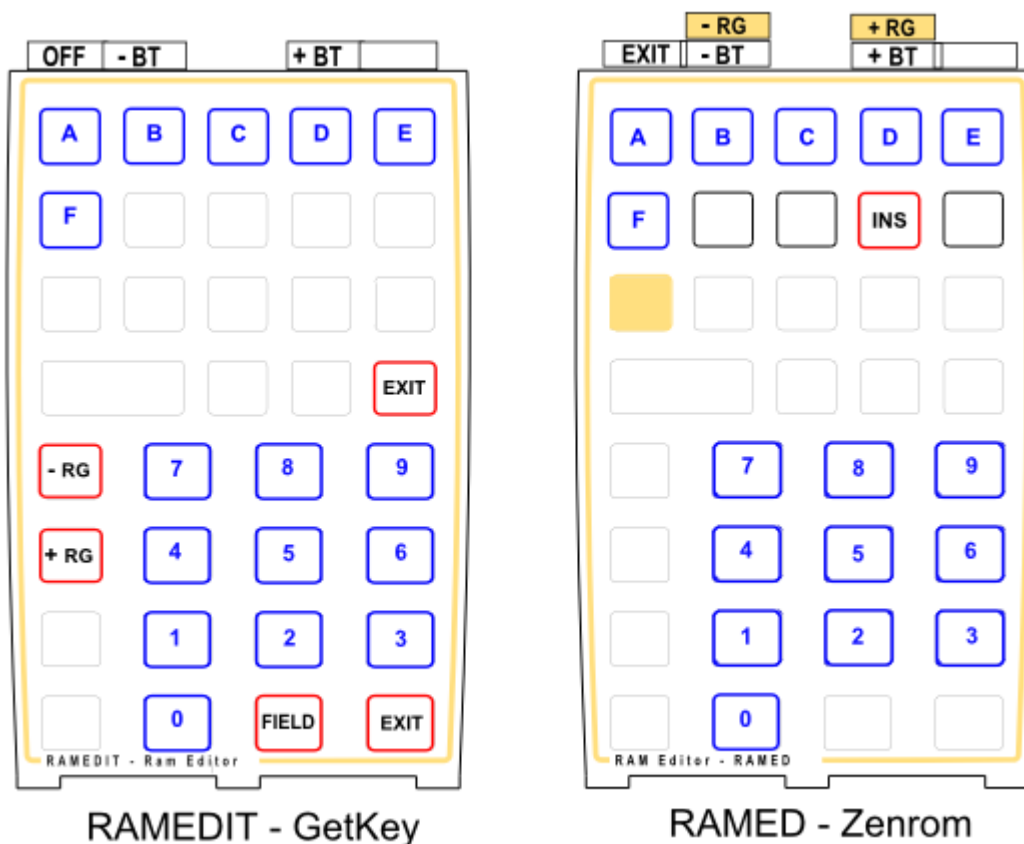 OFF - BT + BT
A B C D E
F
EXIT
- RG 7 8 9
+ RG 4 5 6
1 2 3
0 FIELD EXIT
RAMEDIT - Ram Editor
RAMEDIT - GetKey
- RG + RG
EXIT - BT + BT
A B C D E
F INS
7 8 9
4 5 6
1 2 3
0
RAM Editor - RAMED
RAMED - Zenrom